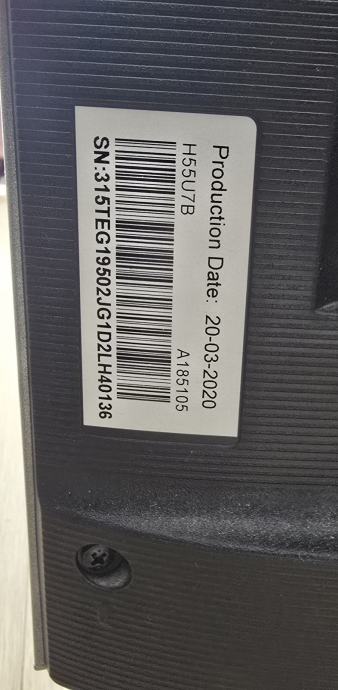 Production Date: 20-03-2020
H55U7B A185105
SN:315TEG19502JG1D2LH40136